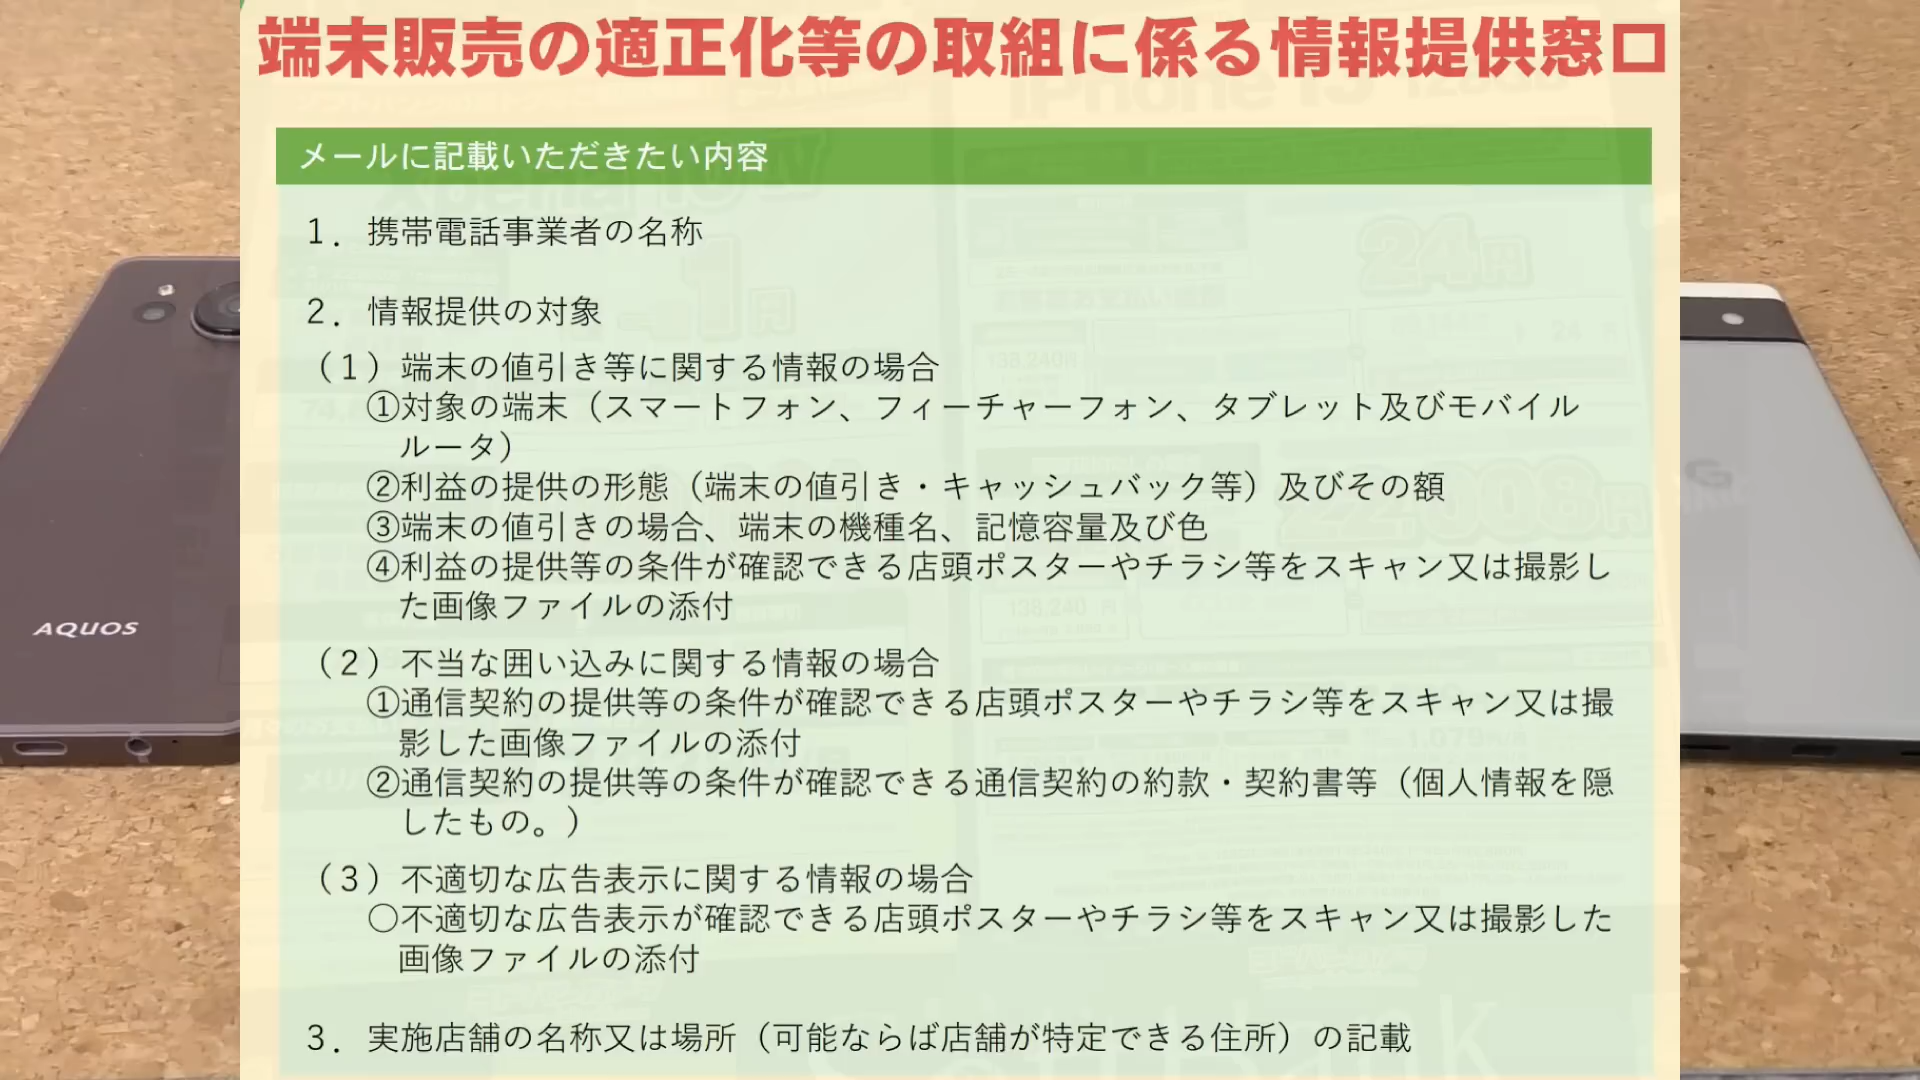 端末販売の適正化等の取組に係る情報提供窓口
メールに記載いただきたい内容
１．携帯電話事業者の名称
２．情報提供の対象
（１）端末の値引き等に関する情報の場合
①対象の端末（スマートフォン、フィーチャーフォン、タブレット及びモバイル
ルータ）
②利益の提供の形態（端末の値引き・キャッシュバック等）及びその額
③端末の値引きの場合、端末の機種名、記憶容量及び色
④利益の提供等の条件が確認できる店頭ポスターやチラシ等をスキャン又は撮影し
た画像ファイルの添付
（２）不当な囲い込みに関する情報の場合
①通信契約の提供等の条件が確認できる店頭ポスターやチラシ等をスキャン又は撮
影した画像ファイルの添付
②通信契約の提供等の条件が確認できる通信契約の約款・契約書等（個人情報を隠
したもの。）
（３）不適切な広告表示に関する情報の場合
○不適切な広告表示が確認できる店頭ポスターやチラシ等をスキャン又は撮影した
画像ファイルの添付
３．実施店舗の名称又は場所（可能ならば店舗が特定できる住所）の記載
AQUOS